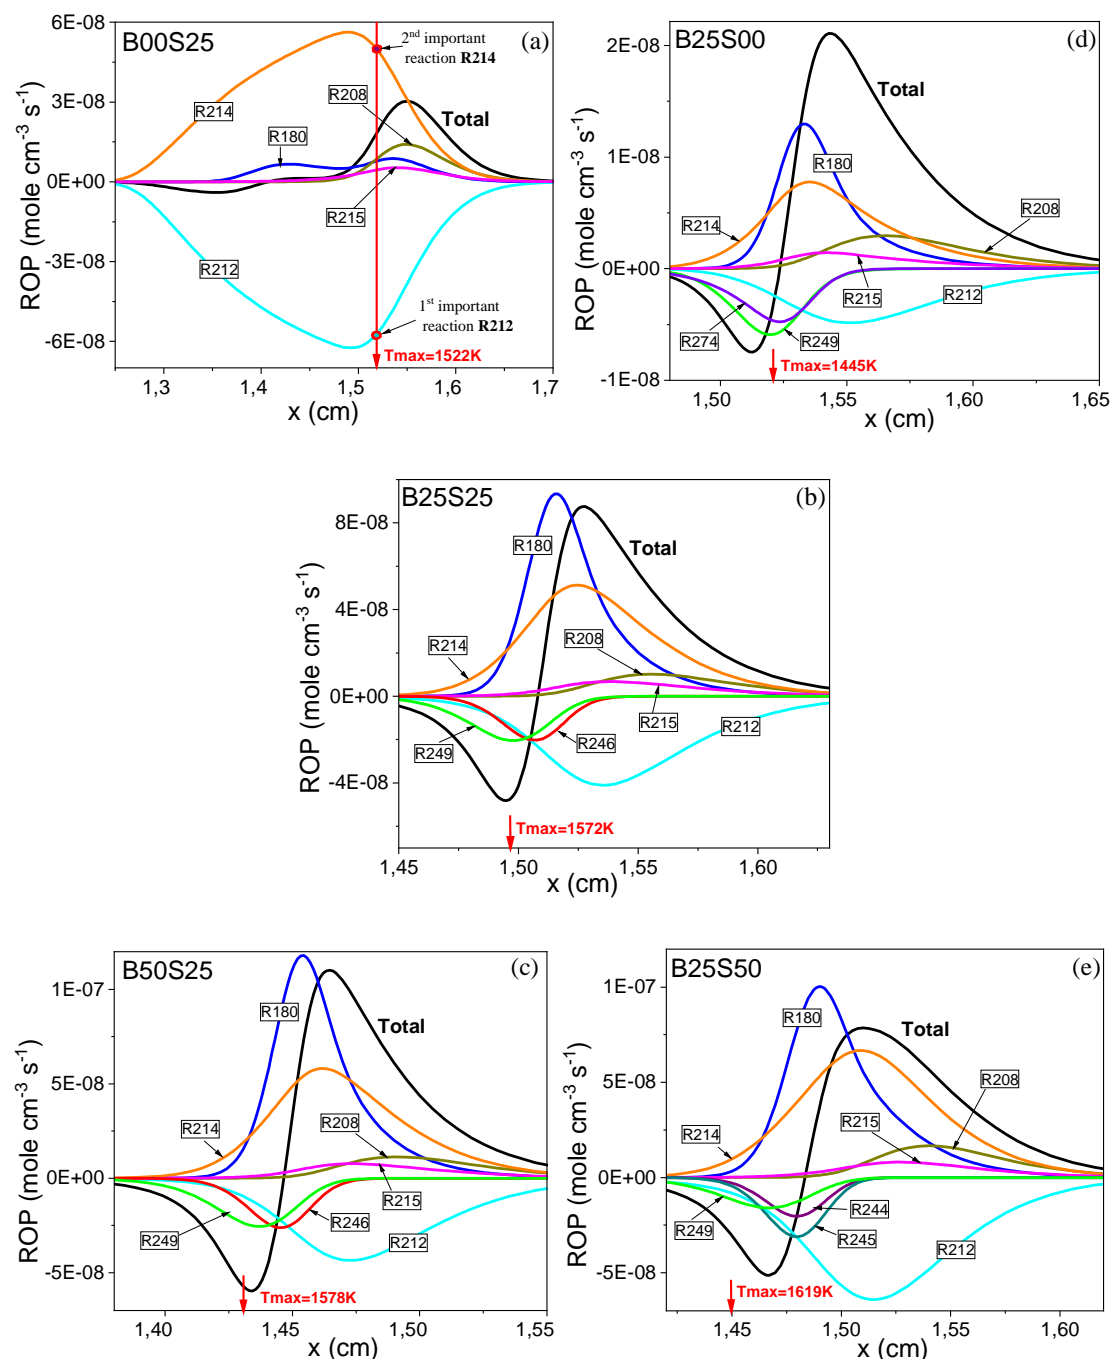 B00S25
(a)
2nd important
reaction R214
R214
R180
R208
Total
R215
R212
1st important
reaction R212
Tmax=1522K
6E-08
3E-08
0E+00
-3E-08
-6E-08
ROP (mole cm-3 s-1)
1,3
1,4
1,5
1,6
1,7
x (cm)
B25S00
(d)
Total
R180
R214
R208
R215
R212
R274
R249
Tmax=1445K
2E-08
1E-08
0E+00
-1E-08
ROP (mole cm-3 s-1)
1,50
1,55
1,60
1,65
x (cm)
B25S25
(b)
R180
Total
R214
R208
R215
R249
R246
R212
Tmax=1572K
8E-08
4E-08
0E+00
-4E-08
ROP (mole cm-3 s-1)
1,45
1,50
1,55
1,60
x (cm)
B50S25
(c)
R180
Total
R214
R208
R215
R249
R246
R212
Tmax=1578K
1E-07
5E-08
0E+00
-5E-08
ROP (mole cm-3 s-1)
1,40
1,45
1,50
1,55
x (cm)
B25S50
(e)
R180
Total
R208
R214
R215
R249
R244
R245
R212
Tmax=1619K
1E-07
5E-08
0E+00
-5E-08
ROP (mole cm-3 s-1)
1,45
1,50
1,55
1,60
x (cm)